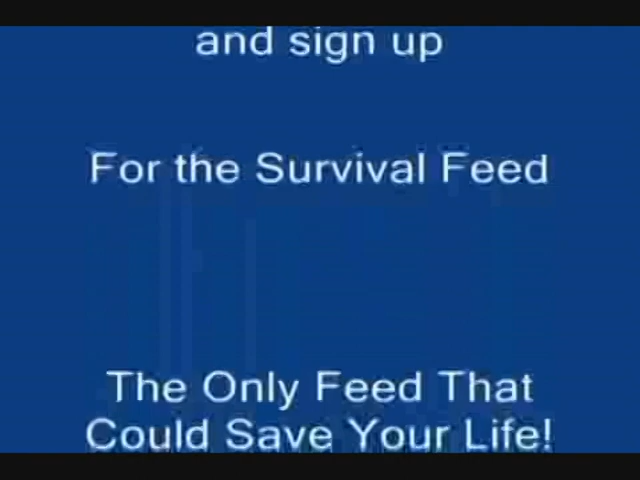 and sign up
For the Survival Feed
The Only Feed That
Could Save Your Life!